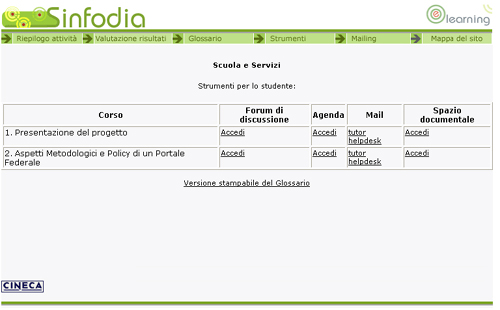 Sinfodia
elearning
Riepilogo attività Valutazione risultati Glossario Strumenti Mailing Mappa del sito
Scuola e Servizi
Strumenti per lo studente:
Corso Forum di discussione Agenda Mail Spazio documentale
1. Presentazione del progetto Accedi Accedi tutor helpdesk Accedi
2. Aspetti Metodologici e Policy di un Portale Federale Accedi Accedi tutor helpdesk Accedi
Versione stampabile del Glossario
CINECA